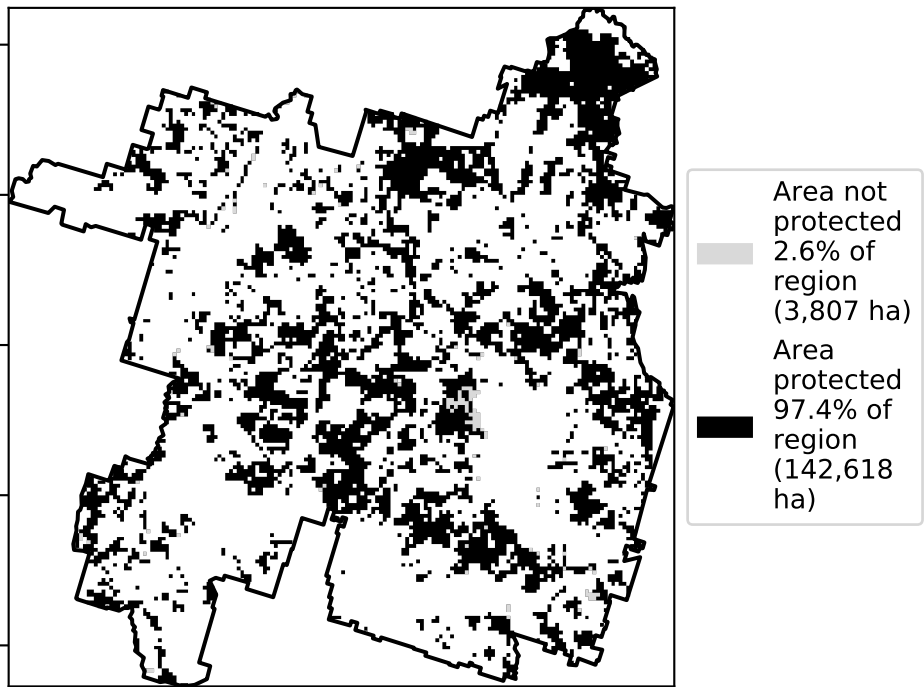 Area not
protected
2.6% of
region
(3,807 ha)
Area
protected
97.4% of
region
(142,618
ha)